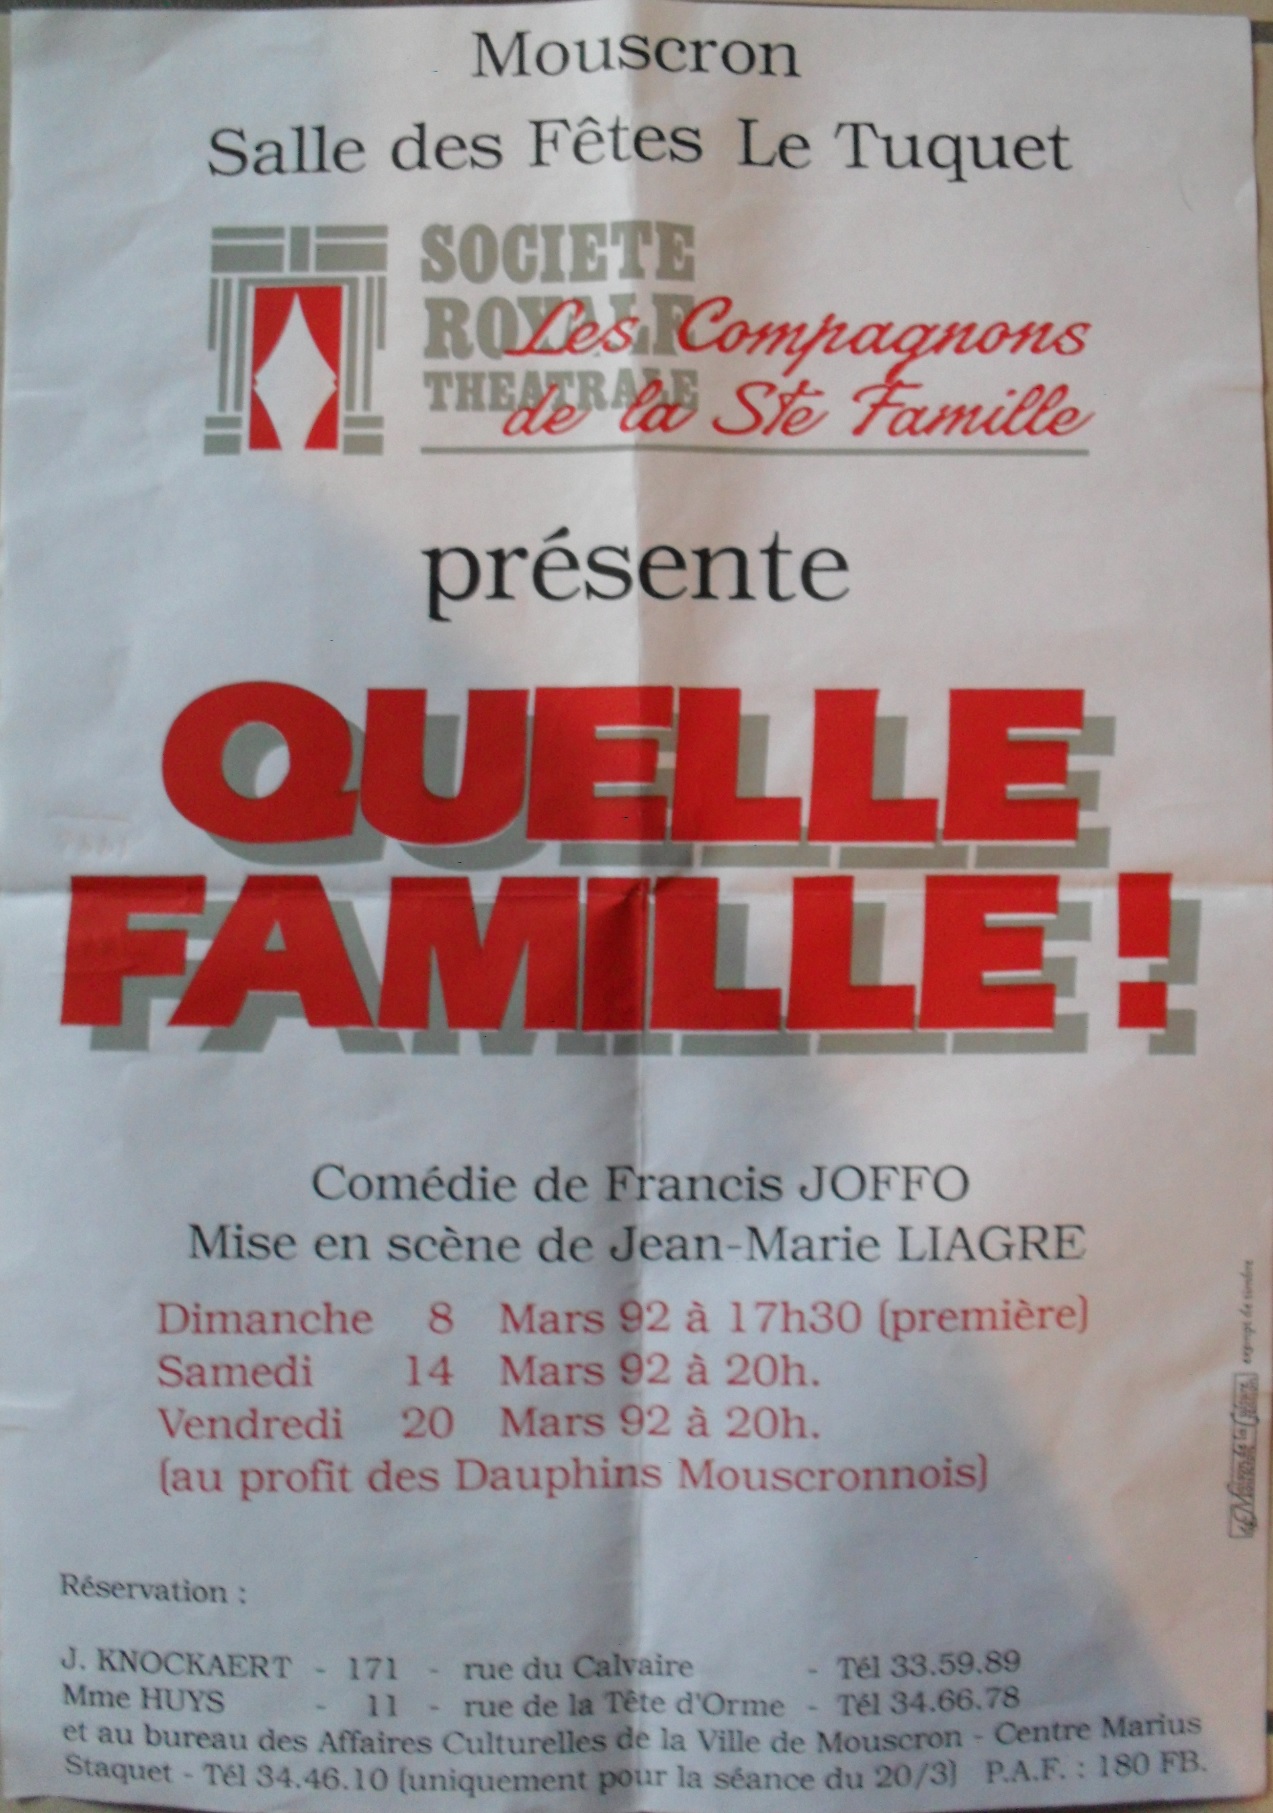 Mouscron
Salle des Fêtes Le Tuquet
SOCIETE
ROYALE
THEATRALE
Les Compagnons
de la Ste Famille
présente
QUELLE
FAMILLE !
Comédie de Francis JOFFO
Mise en scène de Jean-Marie LIAGRE
Dimanche 8 Mars 92 à 17h30 (première)
Samedi 14 Mars 92 à 20h.
Vendredi 20 Mars 92 à 20h.
(au profit des Dauphins Mouscronnois)
Réservation :
J. KNOCKAERT - 171 - rue du Calvaire - Tél 33.59.89
Mme HUYS - 11 - rue de la Tête d'Orme - Tél 34.66.78
et au bureau des Affaires Culturelles de la Ville de Mouscron - Centre Marius
Staquet - Tél 34.46.10 (uniquement pour la séance du 20/3) P.A.F. : 180 FB.
exempt de timbre